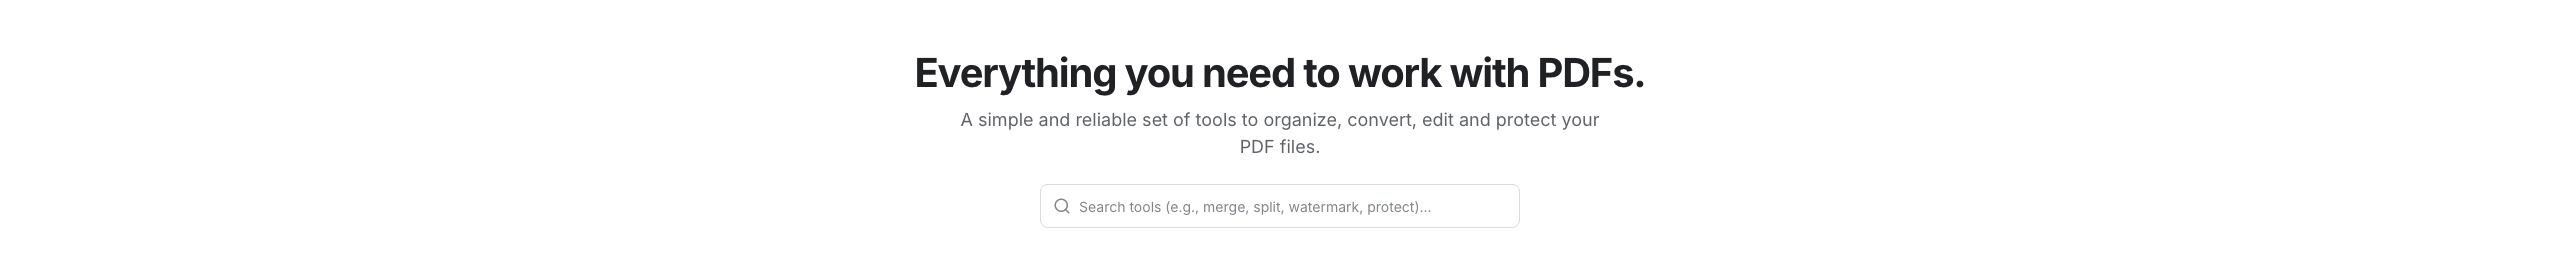 Everything you need to work with PDFs.
A simple and reliable set of tools to organize, convert, edit and protect your
PDF files.
Search tools (e.g., merge, split, watermark, protect)...